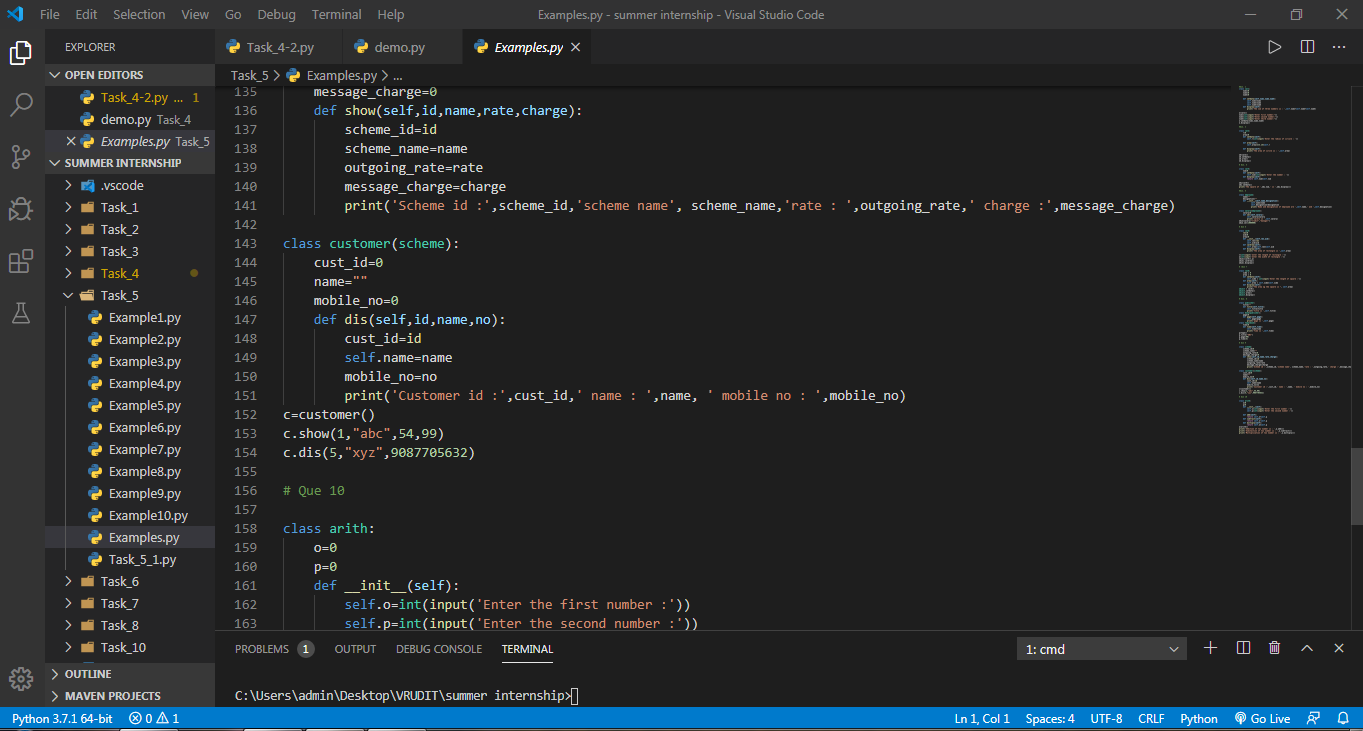 File Edit Selection View Go Debug Terminal Help Examples.py - summer internship - Visual Studio Code
EXPLORER
OPEN EDITORS
Task_4-2.py ... 1
demo.py Task_4
Examples.py Task_5
SUMMER INTERNSHIP
.vscode
Task_1
Task_2
Task_3
Task_4
Task_5
Example1.py
Example2.py
Example3.py
Example4.py
Example5.py
Example6.py
Example7.py
Example8.py
Example9.py
Example10.py
Examples.py
Task_5_1.py
Task_6
Task_7
Task_8
Task_10
OUTLINE
MAVEN PROJECTS
Task_4-2.py demo.py Examples.py
Task_5 > Examples.py > ...
135 message_charge=0
136 def show(self,id,name,rate,charge):
137 scheme_id=id
138 scheme_name=name
139 outgoing_rate=rate
140 message_charge=charge
141 print('Scheme id :',scheme_id,'scheme name', scheme_name,'rate : ',outgoing_rate,' charge :',message_charge)
142
143 class customer(scheme):
144 cust_id=0
145 name=""
146 mobile_no=0
147 def dis(self,id,name,no):
148 cust_id=id
149 self.name=name
150 mobile_no=no
151 print('Customer id :',cust_id,' name : ',name, ' mobile no : ',mobile_no)
152 c=customer()
153 c.show(1,"abc",54,99)
154 c.dis(5,"xyz",9087705632)
155
156 # Que 10
157
158 class arith:
159 o=0
160 p=0
161 def __init__(self):
162 self.o=int(input('Enter the first number :'))
163 self.p=int(input('Enter the second number :'))
PROBLEMS 1 OUTPUT DEBUG CONSOLE TERMINAL 1: cmd
C:\Users\admin\Desktop\VRUDIT\summer internship>
Python 3.7.1 64-bit 0 1 Ln 1, Col 1 Spaces: 4 UTF-8 CRLF Python Go Live